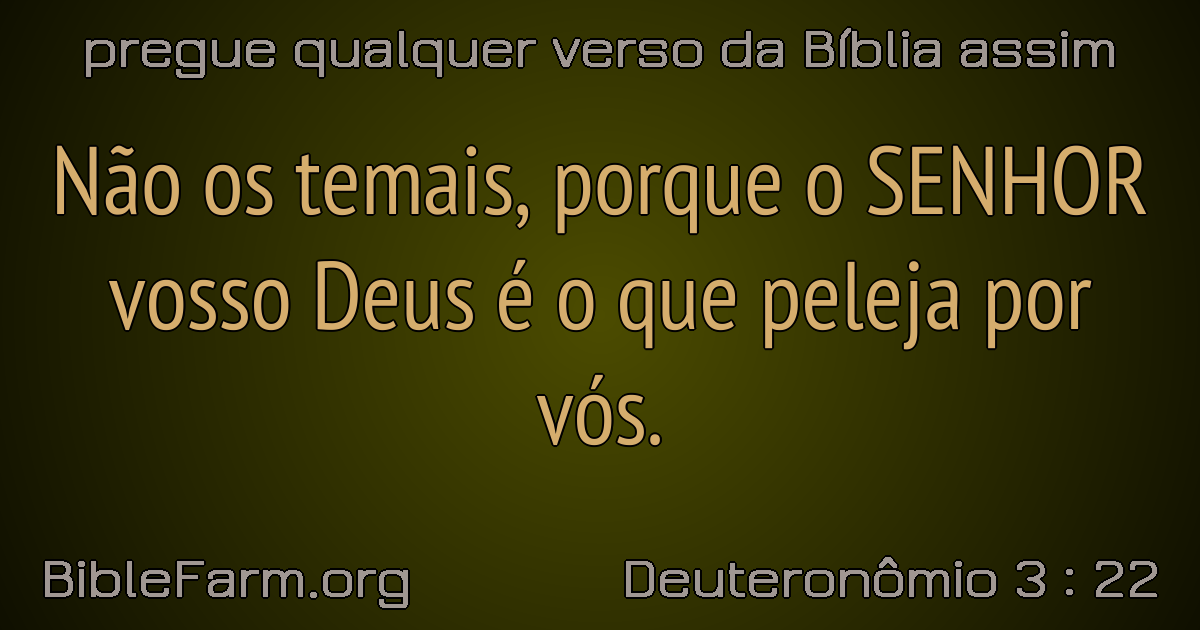 pregue qualquer verso da Bíblia assim
Não os temais, porque o SENHOR
vosso Deus é o que peleja por
vós.
BibleFarm.org
Deuteronômio 3 : 22